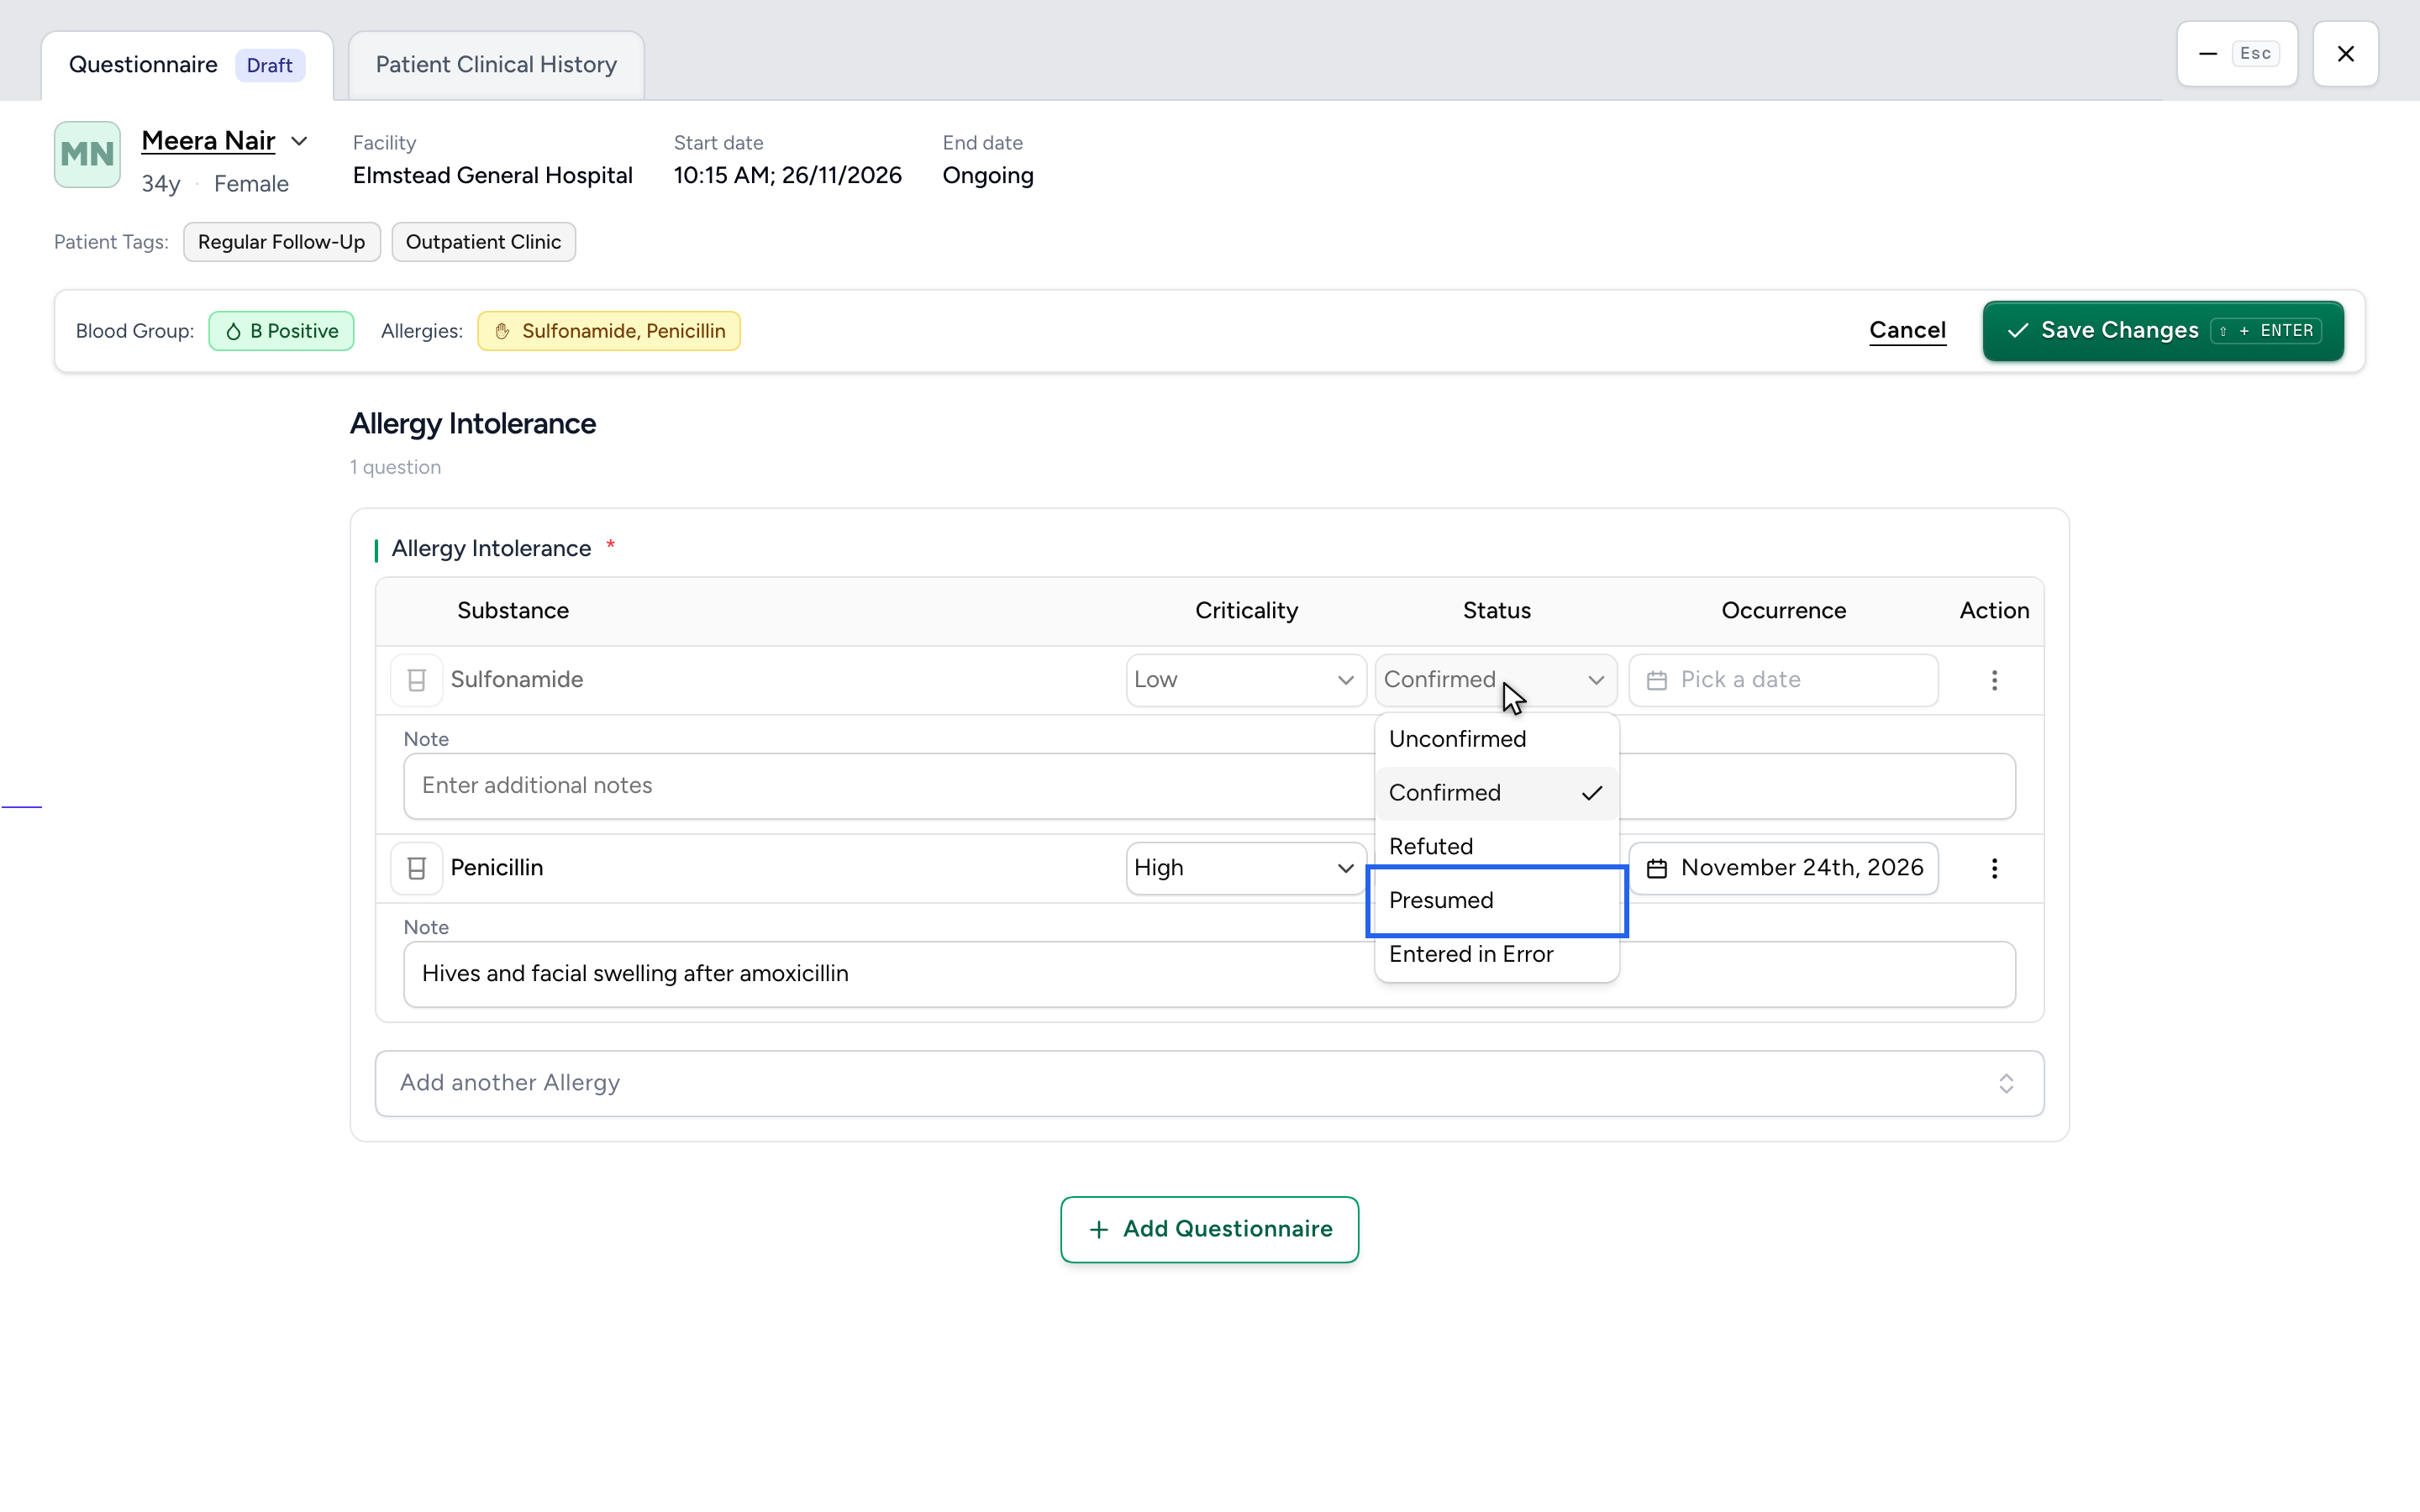 Questionnaire Draft Patient Clinical History Esc
MN Meera Nair Facility Start date End date
34y · Female Elmstead General Hospital 10:15 AM; 26/11/2026 Ongoing
Patient Tags: Regular Follow-Up Outpatient Clinic
Blood Group: B Positive Allergies: Sulfonamide, Penicillin Cancel Save Changes ⇧ + ENTER
Allergy Intolerance
1 question
Allergy Intolerance *
Substance Criticality Status Occurrence Action
Sulfonamide Low Confirmed Pick a date
Note
Enter additional notes
Unconfirmed
Confirmed
Refuted
Presumed
Entered in Error
Penicillin High November 24th, 2026
Note
Hives and facial swelling after amoxicillin
Add another Allergy
+ Add Questionnaire